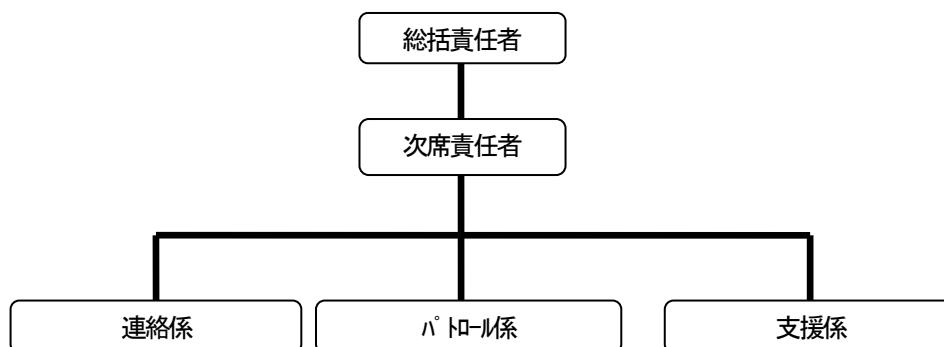 総括責任者
次席責任者
連絡係
ﾊﾟﾄﾛｰﾙ係
支援係